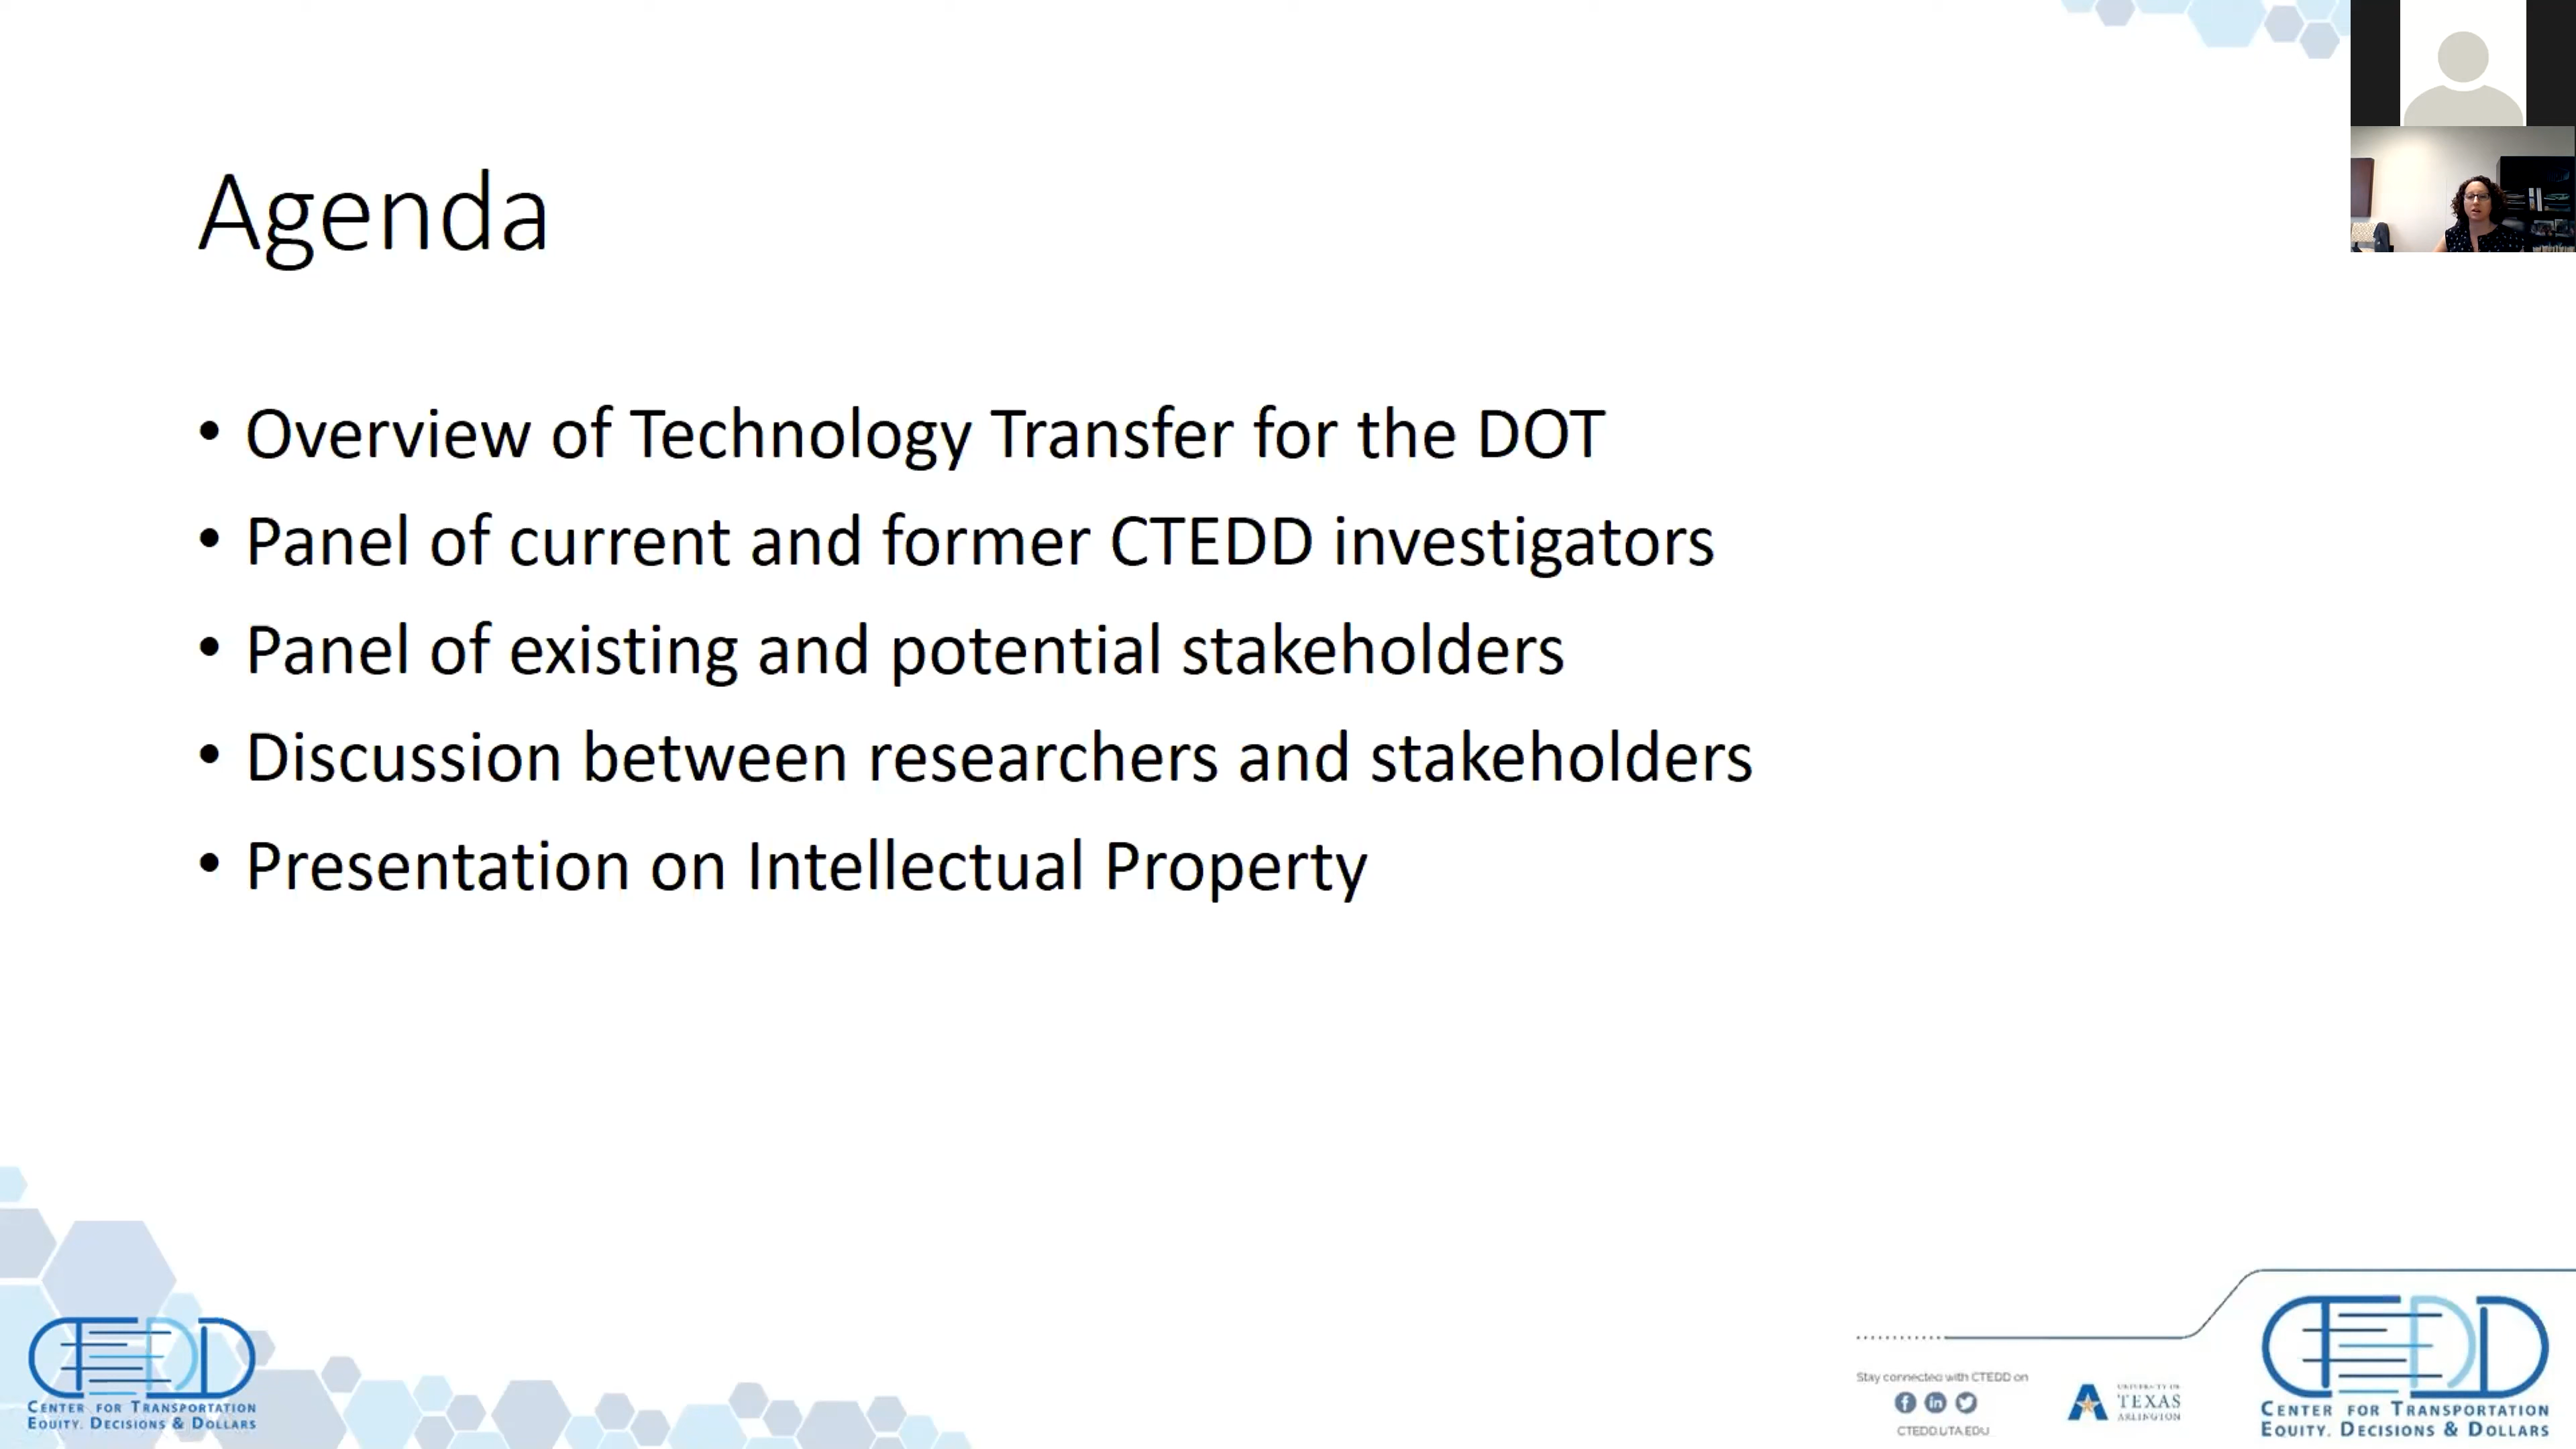 Agenda
• Overview of Technology Transfer for the DOT
• Panel of current and former CTEDD investigators
• Panel of existing and potential stakeholders
• Discussion between researchers and stakeholders
• Presentation on Intellectual Property
CTEDD
CENTER FOR TRANSPORTATION
EQUITY, DECISIONS & DOLLARS
Stay connected with CTEDD on
CTEDD.UTA.EDU
UNIVERSITY OF
TEXAS
ARLINGTON
CTEDD
CENTER FOR TRANSPORTATION
EQUITY, DECISIONS & DOLLARS